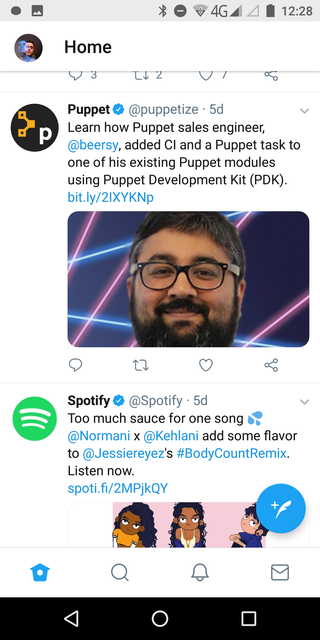 12:28
4G
Home
3 2 7
Puppet @puppetize · 5d
Learn how Puppet sales engineer,
@beersy, added CI and a Puppet task to
one of his existing Puppet modules
using Puppet Development Kit (PDK).
bit.ly/2IXYKNp
Spotify @Spotify · 5d
Too much sauce for one song 💦
@Normani x @Kehlani add some flavor
to @Jessiereyez's #BodyCountRemix.
Listen now.
spoti.fi/2MPjkQY